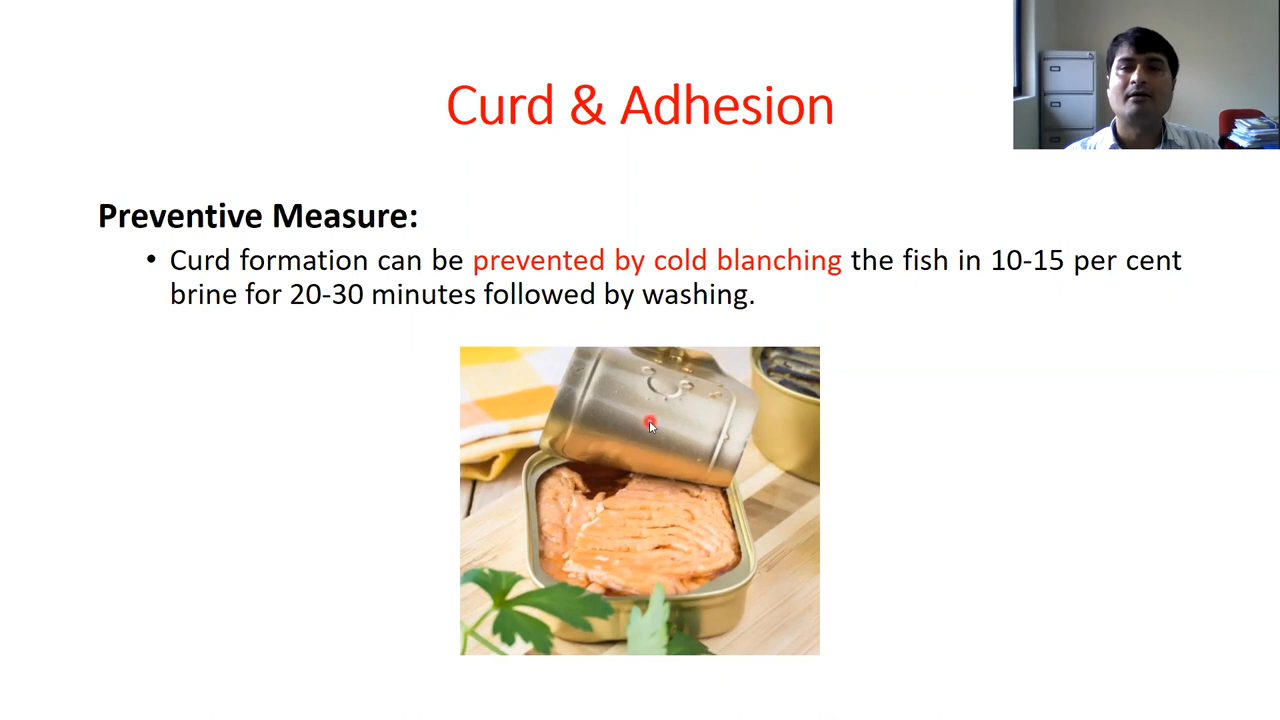 Curd & Adhesion
Preventive Measure:
• Curd formation can be prevented by cold blanching the fish in 10-15 per cent
brine for 20-30 minutes followed by washing.